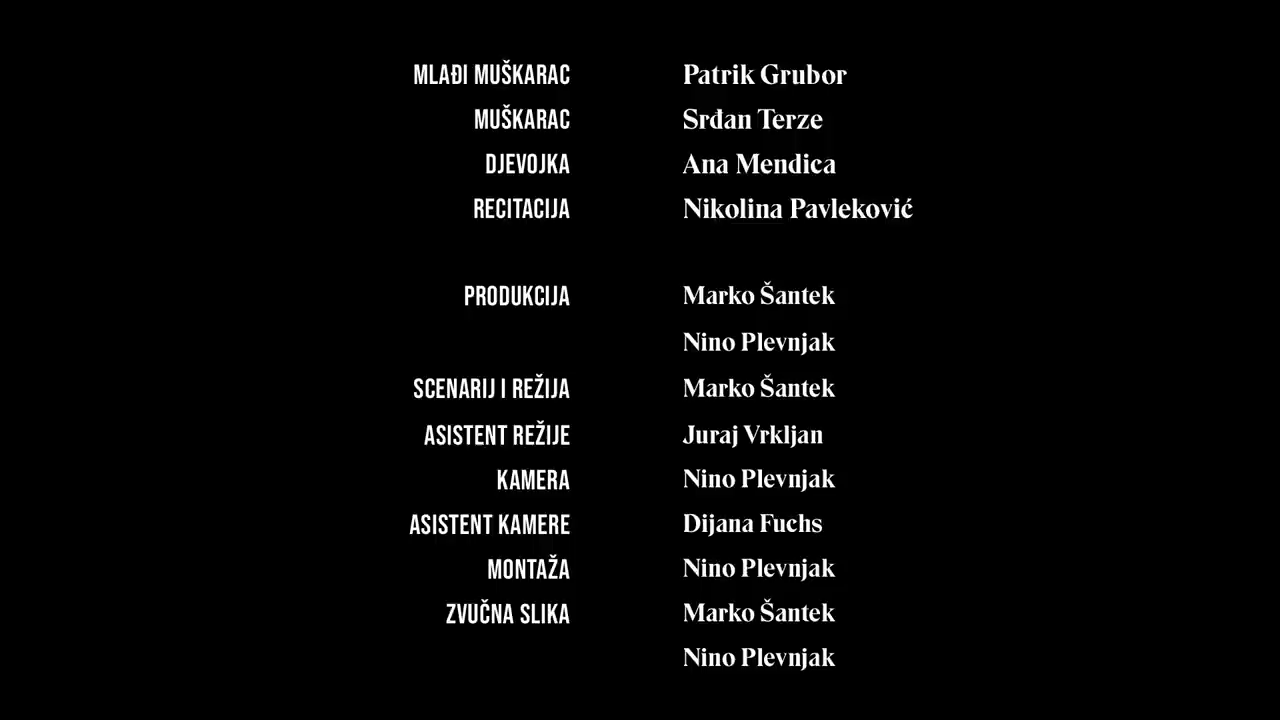 MLAĐI MUŠKARAC Patrik Grubor
MUŠKARAC Srđan Terze
DJEVOJKA Ana Mendica
RECITACIJA Nikolina Pavleković
PRODUKCIJA Marko Šantek
Nino Plevnjak
SCENARIJ I REŽIJA Marko Šantek
ASISTENT REŽIJE Juraj Vrkljan
KAMERA Nino Plevnjak
ASISTENT KAMERE Dijana Fuchs
MONTAŽA Nino Plevnjak
ZVUČNA SLIKA Marko Šantek
Nino Plevnjak